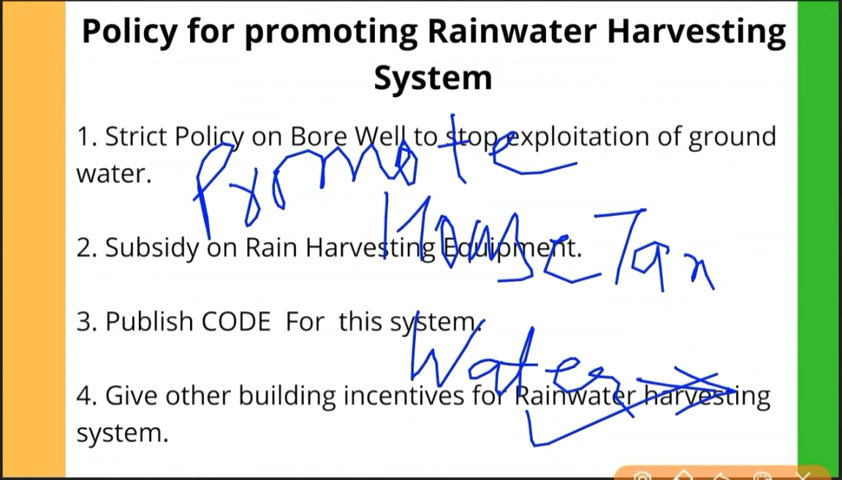 Policy for promoting Rainwater Harvesting
System
1. Strict Policy on Bore Well to stop exploitation of ground
water.
Promote
2. Subsidy on Rain Harvesting Equipment.
House Tax
3. Publish CODE For this system.
Water
4. Give other building incentives for Rainwater harvesting
system.